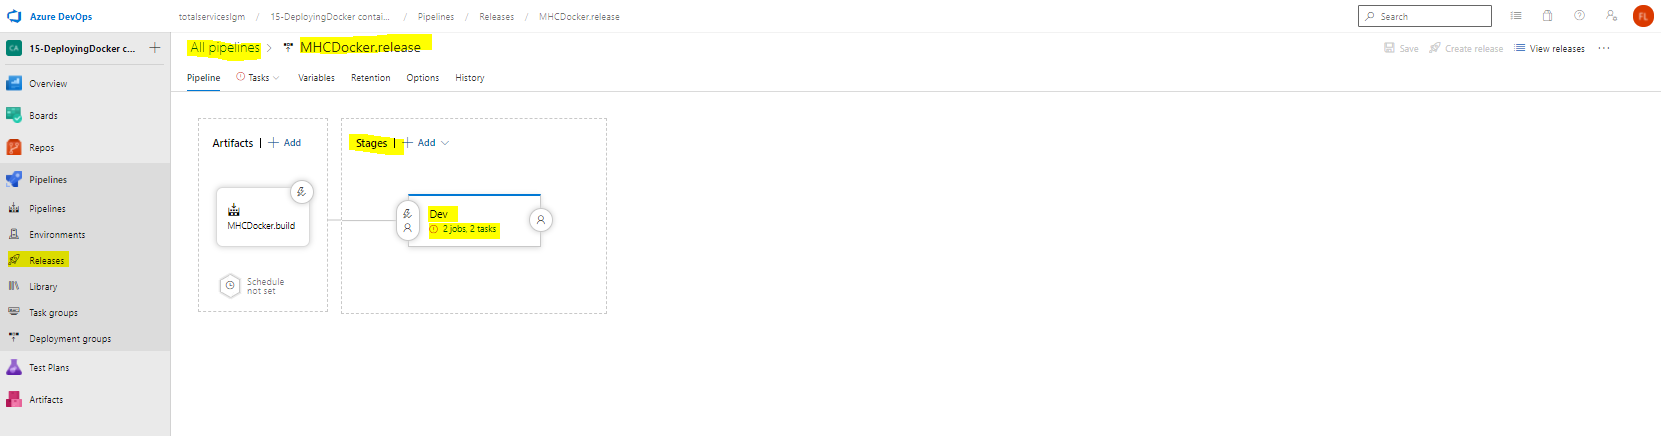 Azure DevOps
totalserviceslgm / 15-DeployingDocker contai... / Pipelines / Releases / MHCDocker.release
Search
FL
CA
15-DeployingDocker c...
All pipelines > MHCDocker.release
Save
Create release
View releases
Overview
Boards
Repos
Pipelines
Pipelines
Environments
Releases
Library
Task groups
Deployment groups
Test Plans
Artifacts
Pipeline
Tasks
Variables
Retention
Options
History
Artifacts | + Add
MHCDocker.build
Schedule
not set
Stages | + Add
Dev
2 jobs, 2 tasks